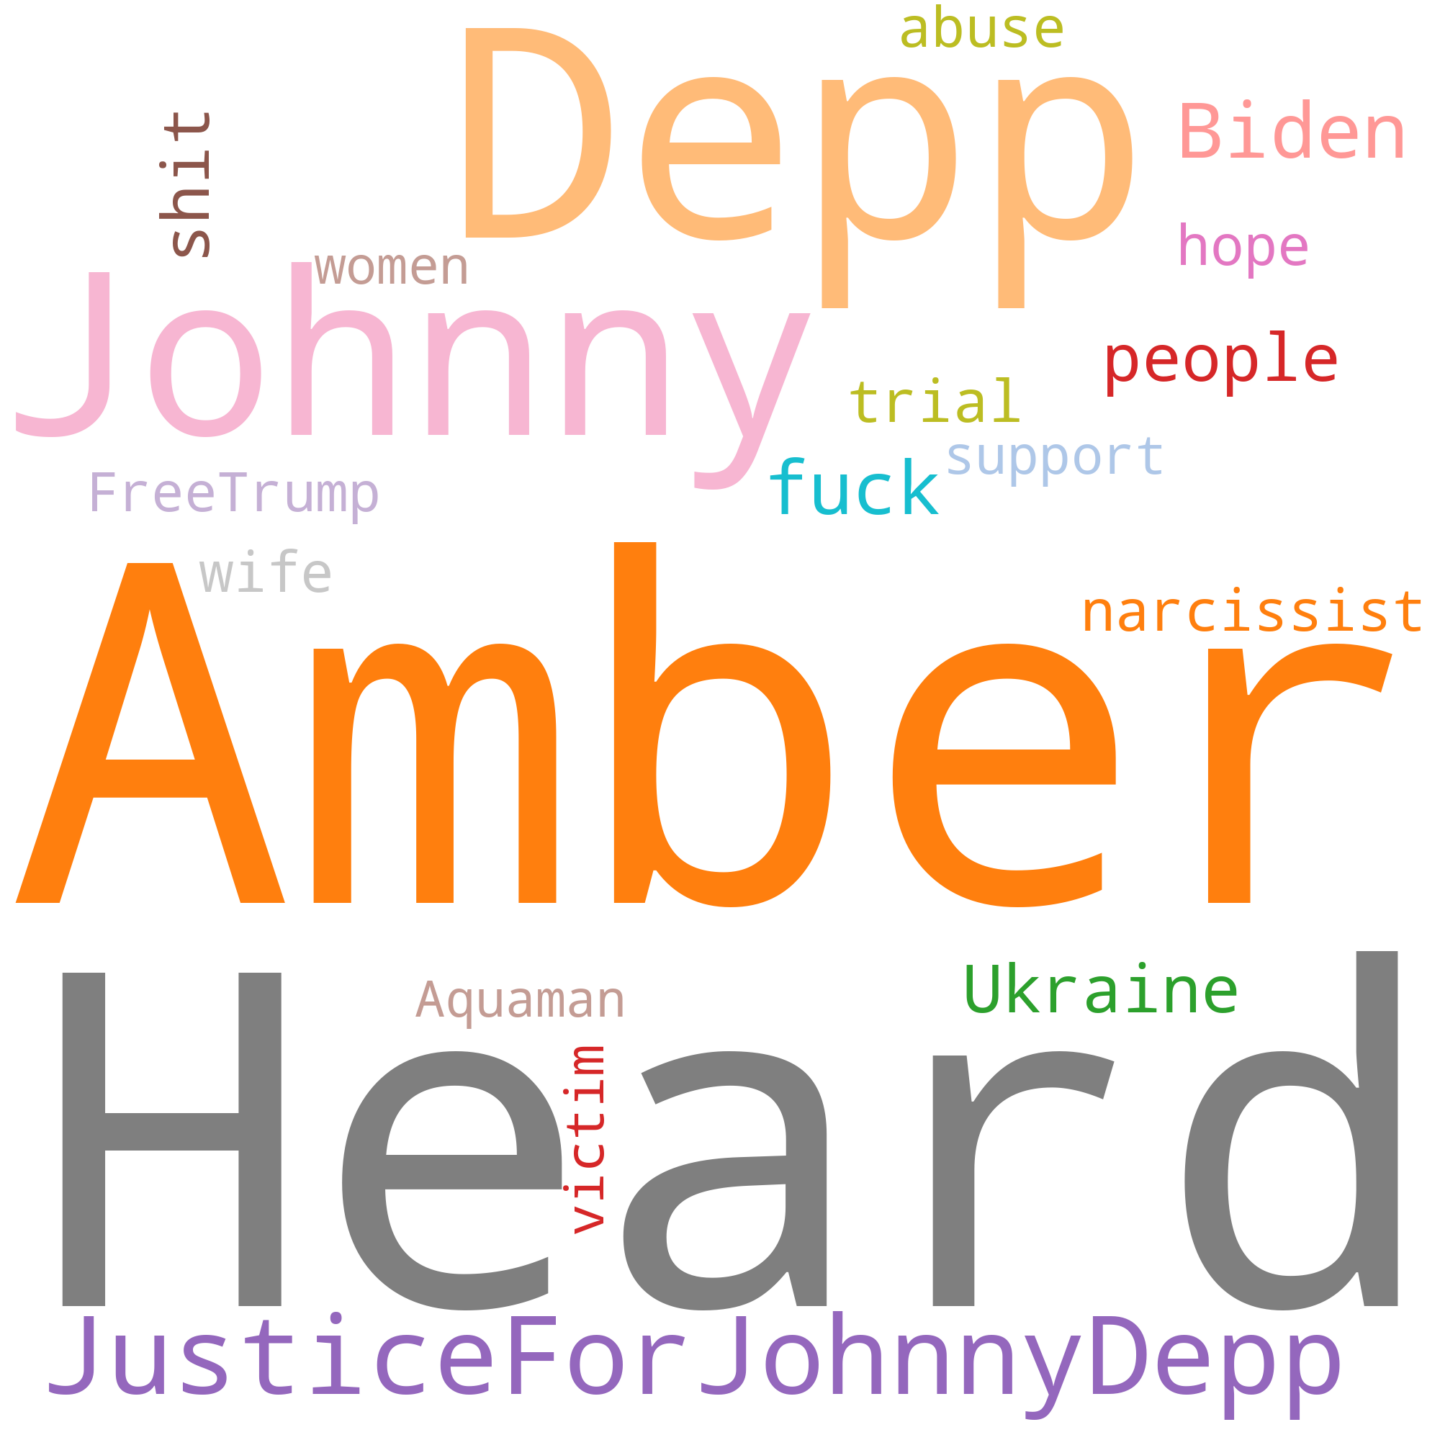 abuse
Depp
Biden
shit
hope
women
Johnny
people
trial
support
FreeTrump
fuck
wife
narcissist
Amber
Aquaman
Ukraine
victim
Heard
JusticeForJohnnyDepp